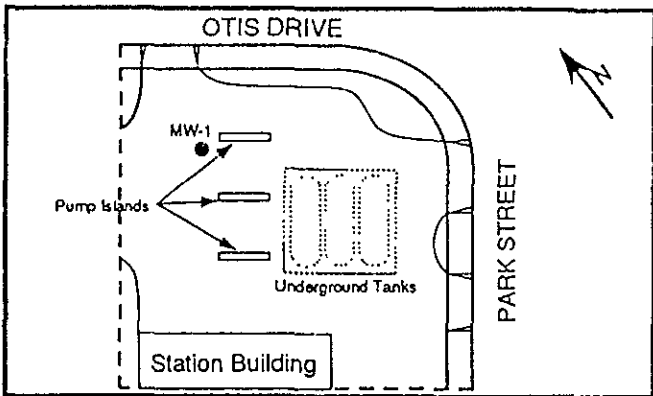 OTIS DRIVE
N
MW-1
Pump Islands
Underground Tanks
PARK STREET
Station Building